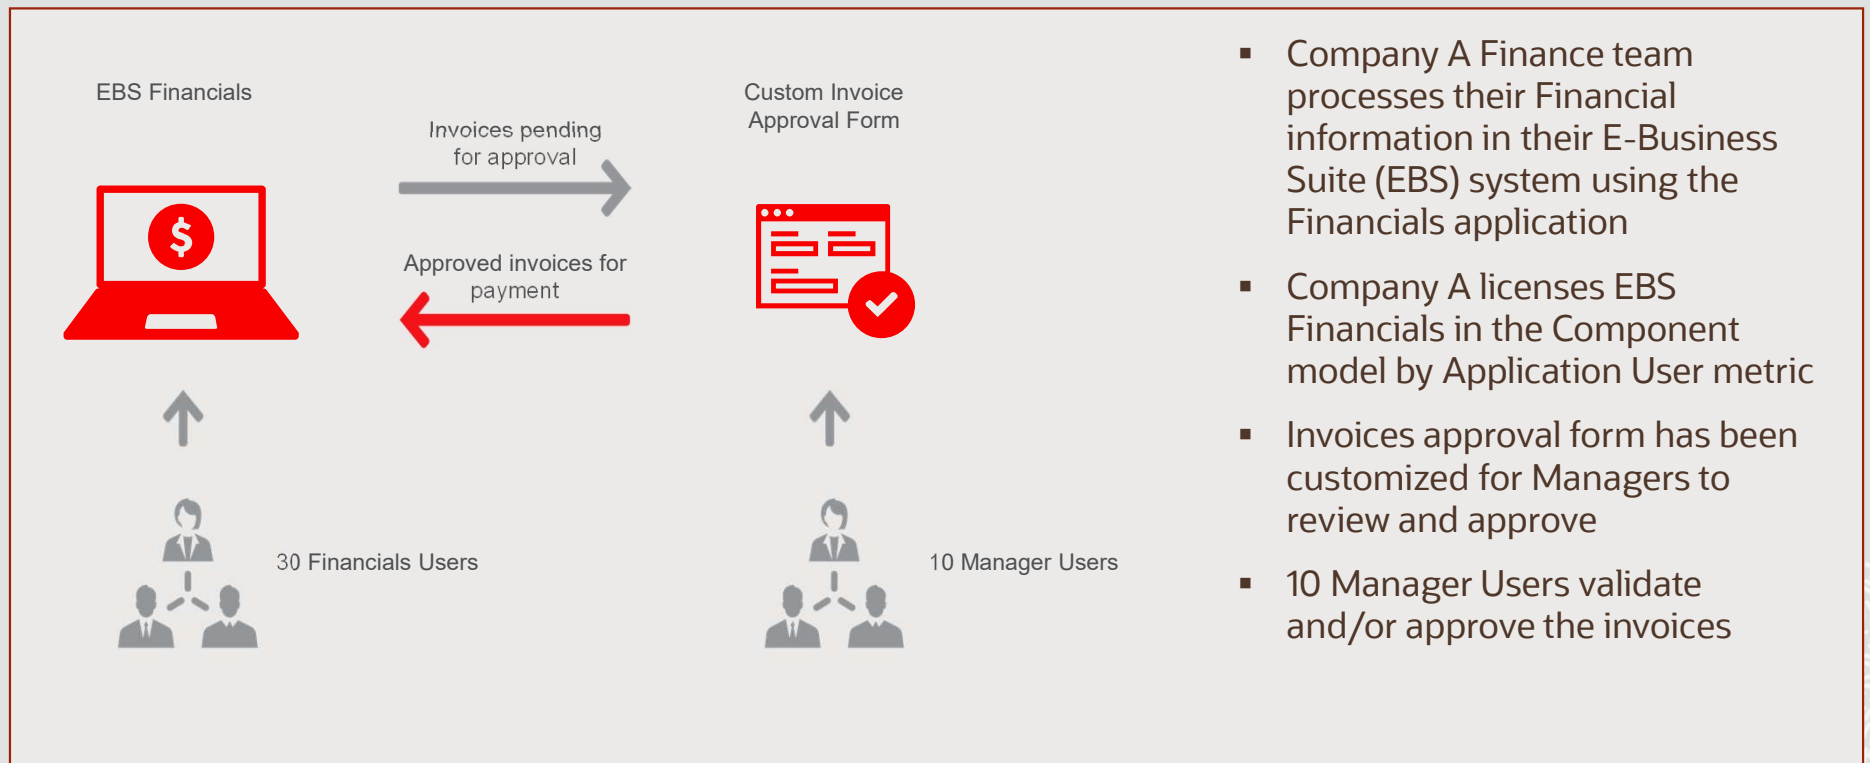 EBS Financials
Invoices pending
for approval
Approved invoices for
payment
Custom Invoice
Approval Form
$
30 Financials Users
10 Manager Users
▪ Company A Finance team
processes their Financial
information in their E-Business
Suite (EBS) system using the
Financials application
▪ Company A licenses EBS
Financials in the Component
model by Application User metric
▪ Invoices approval form has been
customized for Managers to
review and approve
▪ 10 Manager Users validate
and/or approve the invoices